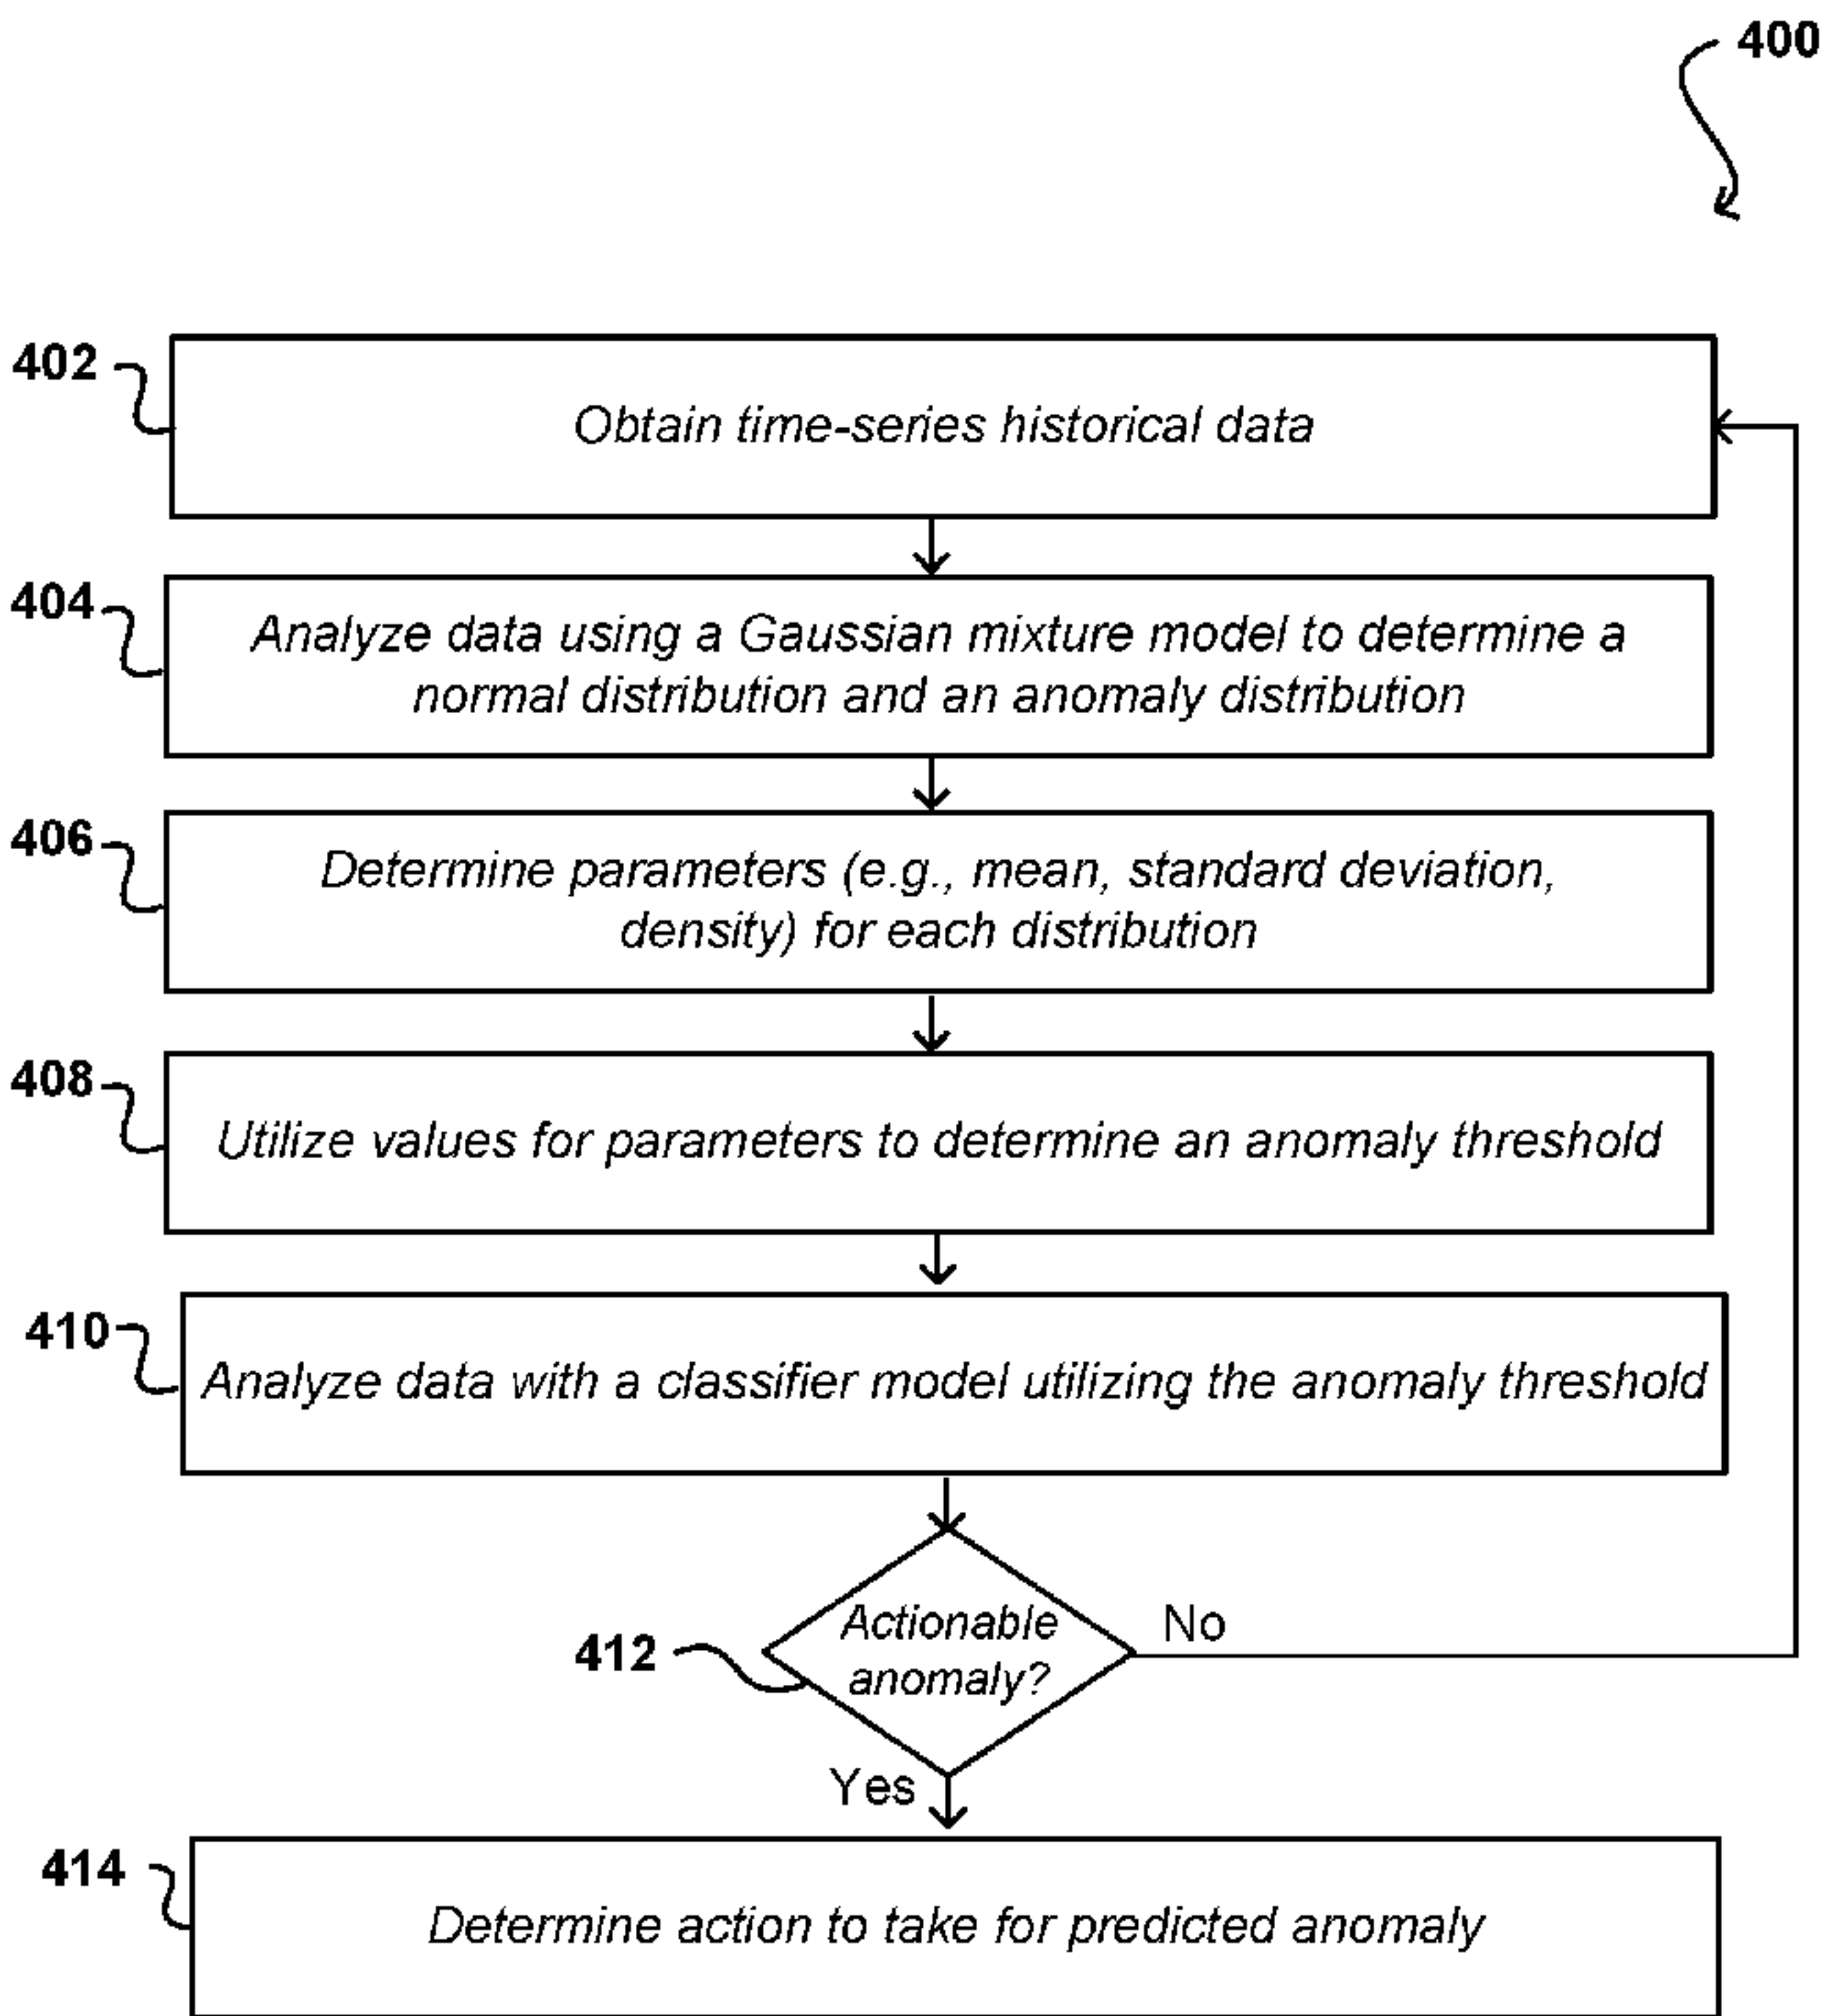 400
402
Obtain time-series historical data
404
Analyze data using a Gaussian mixture model to determine a
normal distribution and an anomaly distribution
406
Determine parameters (e.g., mean, standard deviation,
density) for each distribution
408
Utilize values for parameters to determine an anomaly threshold
410
Analyze data with a classifier model utilizing the anomaly threshold
412
Actionable
anomaly?
No
Yes
414
Determine action to take for predicted anomaly